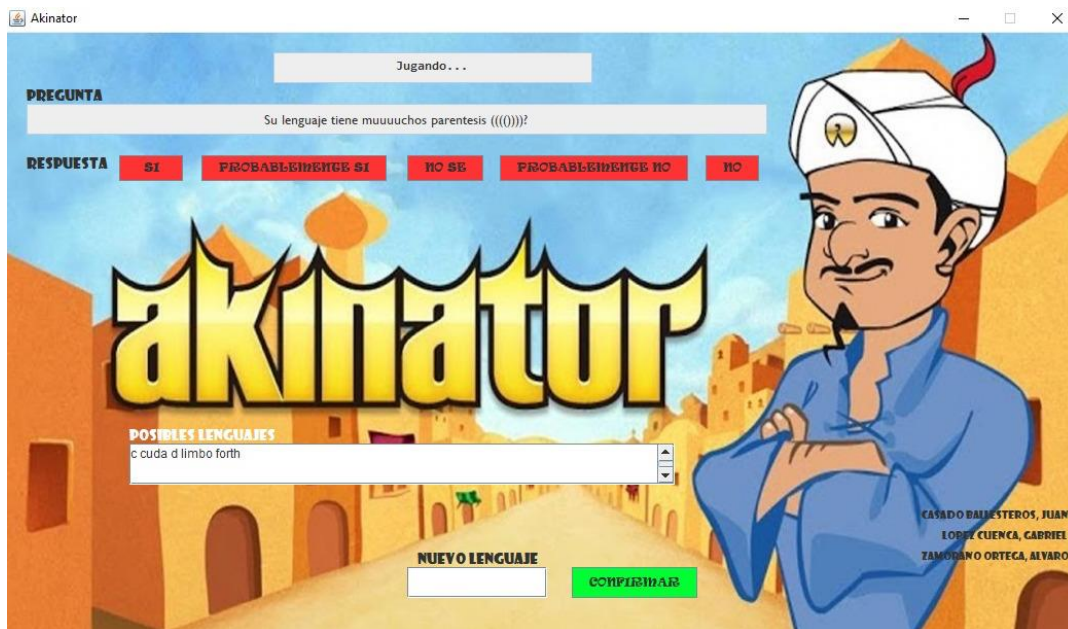 Akinator
Jugando...
PREGUNTA
Su lenguaje tiene muuuuchos parentesis (((())))?
RESPUESTA SI PROBABLEMENTE SI NO SE PROBABLEMENTE NO NO
akinator
POSIBLES LENGUAJES
c cuda d limbo forth
CASADO BALLESTEROS, JUAN
LOPEZ CUENCA, GABRIEL
ZAMORANO ORTEGA, ALVARO
NUEVO LENGUAJE
CONFIRMAR